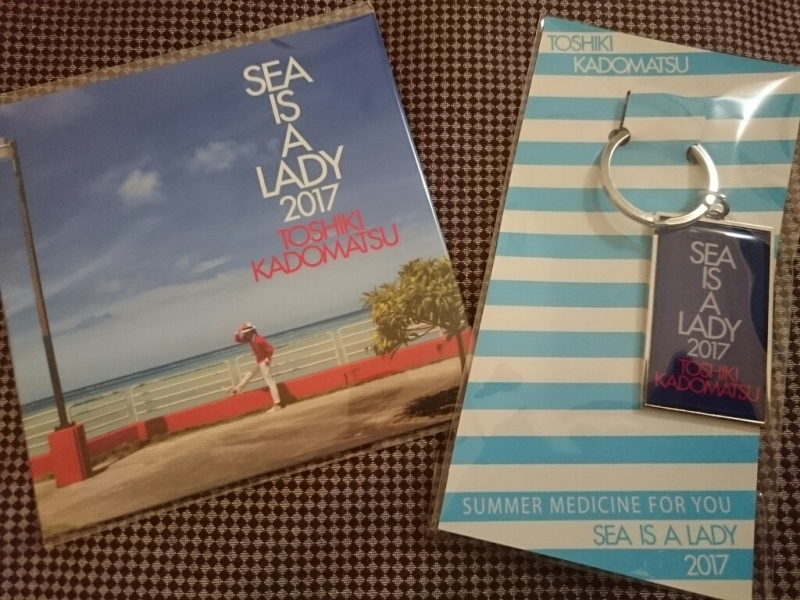 SEA
IS
A
LADY
2017
TOSHIKI
KADOMATSU
TOSHIKI
KADOMATSU
SEA
IS
A
LADY
2017
TOSHIKI
KADOMATSU
SUMMER MEDICINE FOR YOU
SEA IS A LADY
2017